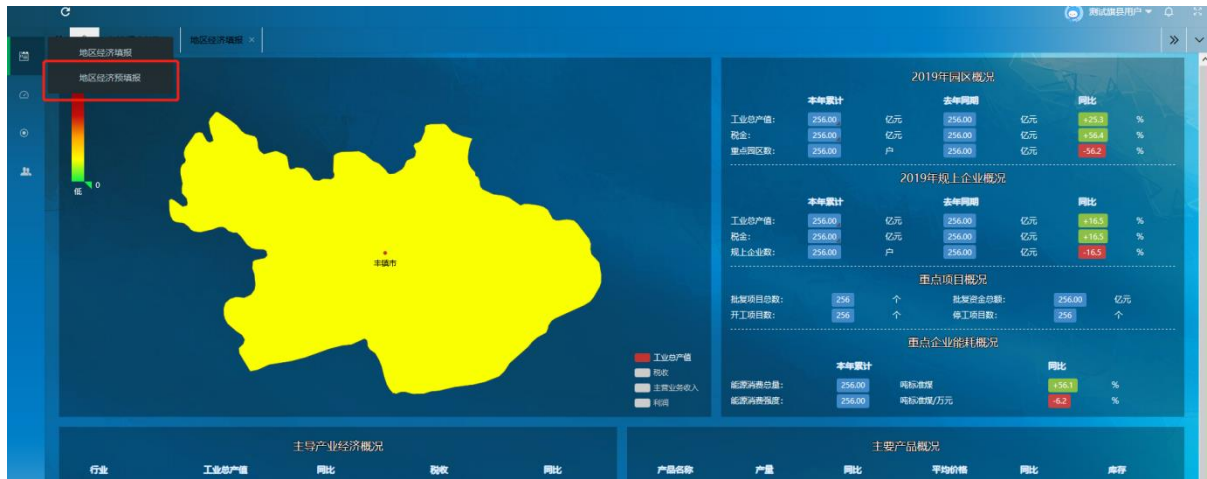 测试旗县用户
地区经济填报 ×
地区经济填报
地区经济预填报
低 0
丰镇市
工业总产值
税收
主营业务收入
利润
2019年园区概况
本年累计 去年同期 同比
工业总产值: 256.00 亿元 256.00 亿元 +25.3 %
税金: 256.00 亿元 256.00 亿元 +56.4 %
重点园区数: 256.00 户 256.00 亿元 -56.2 %
2019年规上企业概况
本年累计 去年同期 同比
工业总产值: 256.00 亿元 256.00 亿元 +16.5 %
税金: 256.00 亿元 256.00 亿元 +16.5 %
规上企业数: 256.00 户 256.00 亿元 -16.5 %
重点项目概况
批复项目总数: 256 个 批复资金总额: 256.00 亿元
开工项目数: 256 个 停工项目数: 256 个
重点企业能耗概况
本年累计 同比
能源消费总量: 256.00 吨标准煤 +56.1 %
能源消费强度: 256.00 吨标准煤/万元 -6.2 %
主导产业经济概况
行业 工业总产值 同比 税收 同比
主要产品概况
产品名称 产量 同比 平均价格 同比 库存